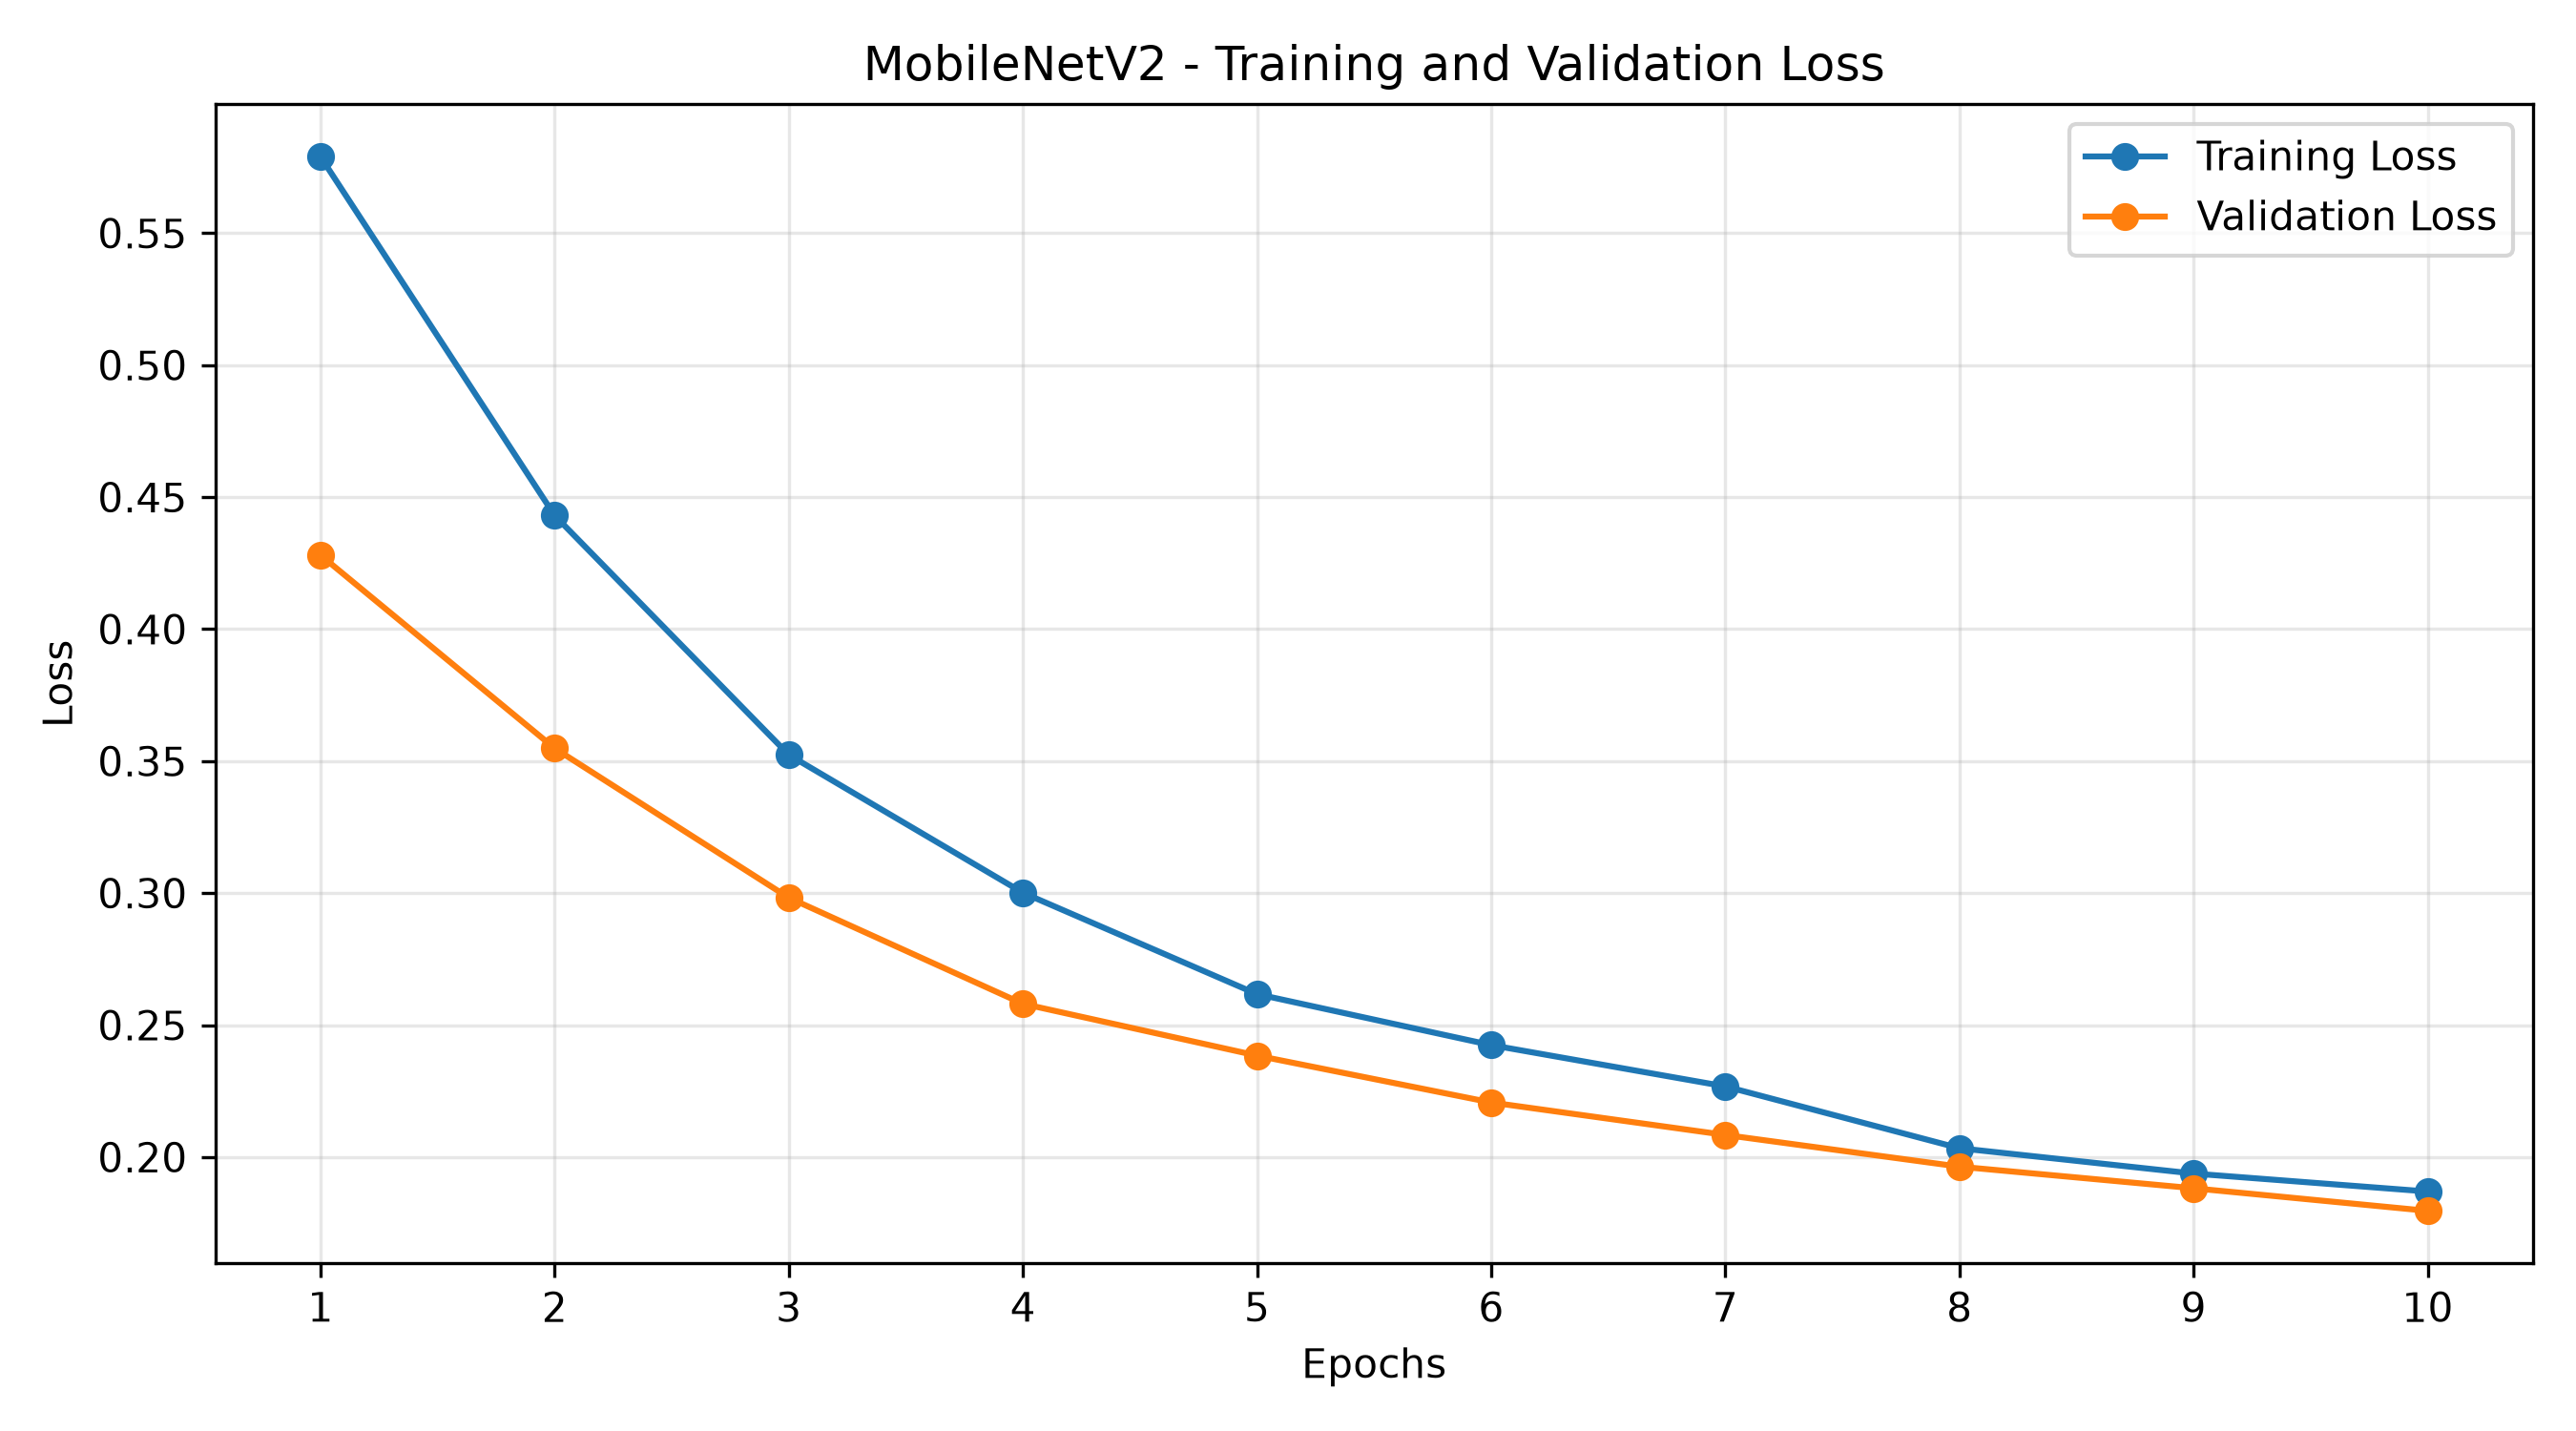 MobileNetV2 - Training and Validation Loss
Training Loss
Validation Loss
0.55
0.50
0.45
0.40
0.35
0.30
0.25
0.20
Loss
1 2 3 4 5 6 7 8 9 10
Epochs